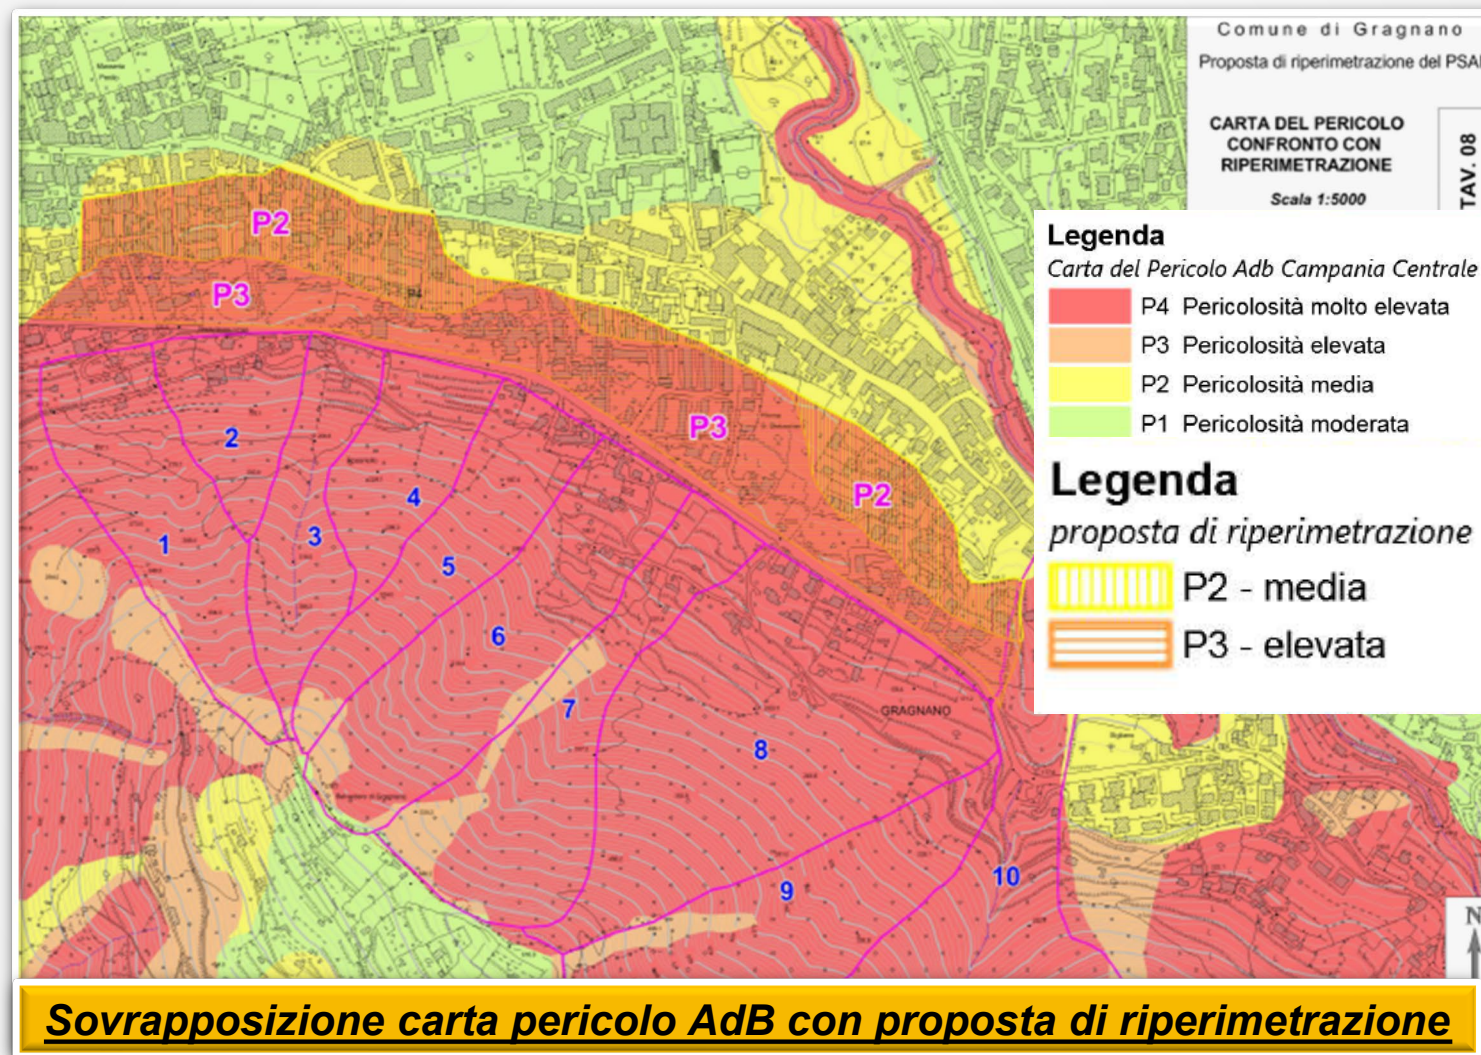 Comune di Gragnano
Proposta di riperimetrazione del PSAI
CARTA DEL PERICOLO
CONFRONTO CON
RIPERIMETRAZIONE
Scala 1:5000
TAV. 08
Legenda
Carta del Pericolo Adb Campania Centrale
P4 Pericolosità molto elevata
P3 Pericolosità elevata
P2 Pericolosità media
P1 Pericolosità moderata
Legenda
proposta di riperimetrazione
P2 - media
P3 - elevata
P2
P3
P4
P3
P2
1
2
3
4
5
6
7
8
9
10
GRAGNANO
N
Sovrapposizione carta pericolo AdB con proposta di riperimetrazione